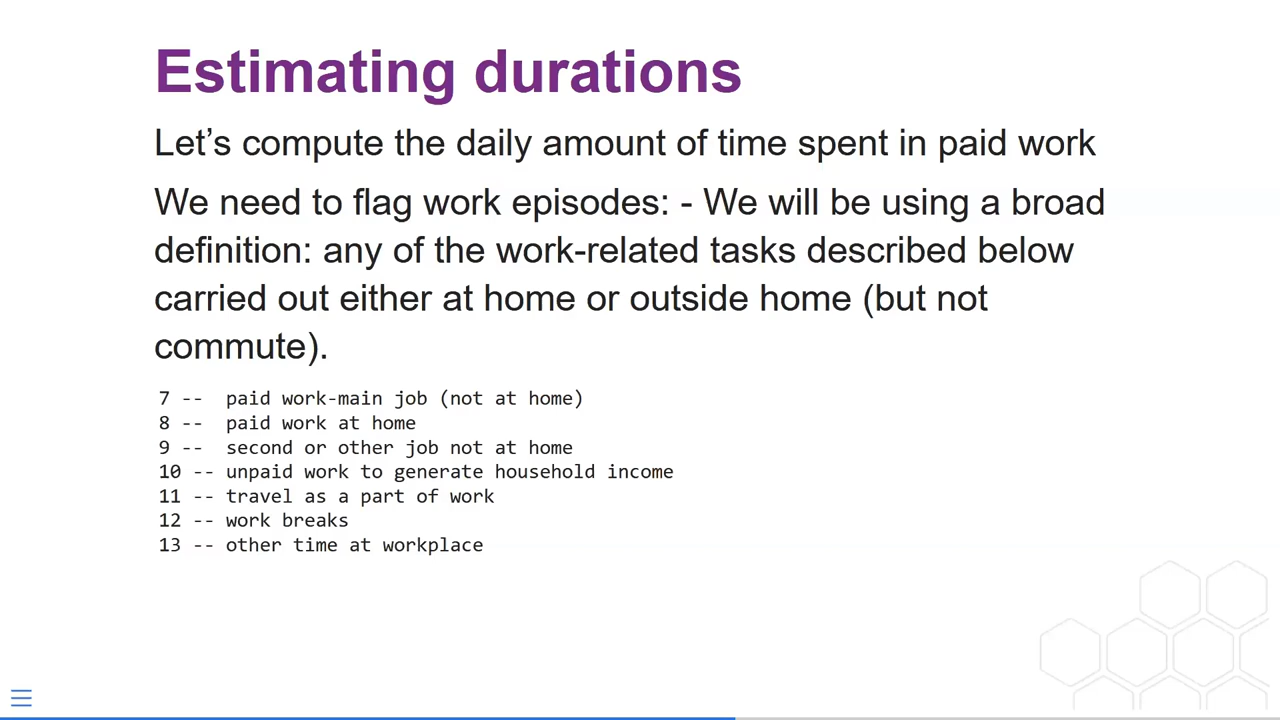 Estimating durations
Let’s compute the daily amount of time spent in paid work
We need to flag work episodes: - We will be using a broad
definition: any of the work-related tasks described below
carried out either at home or outside home (but not
commute).
7 --  paid work-main job (not at home)
8 --  paid work at home
9 --  second or other job not at home
10 -- unpaid work to generate household income
11 -- travel as a part of work
12 -- work breaks
13 -- other time at workplace